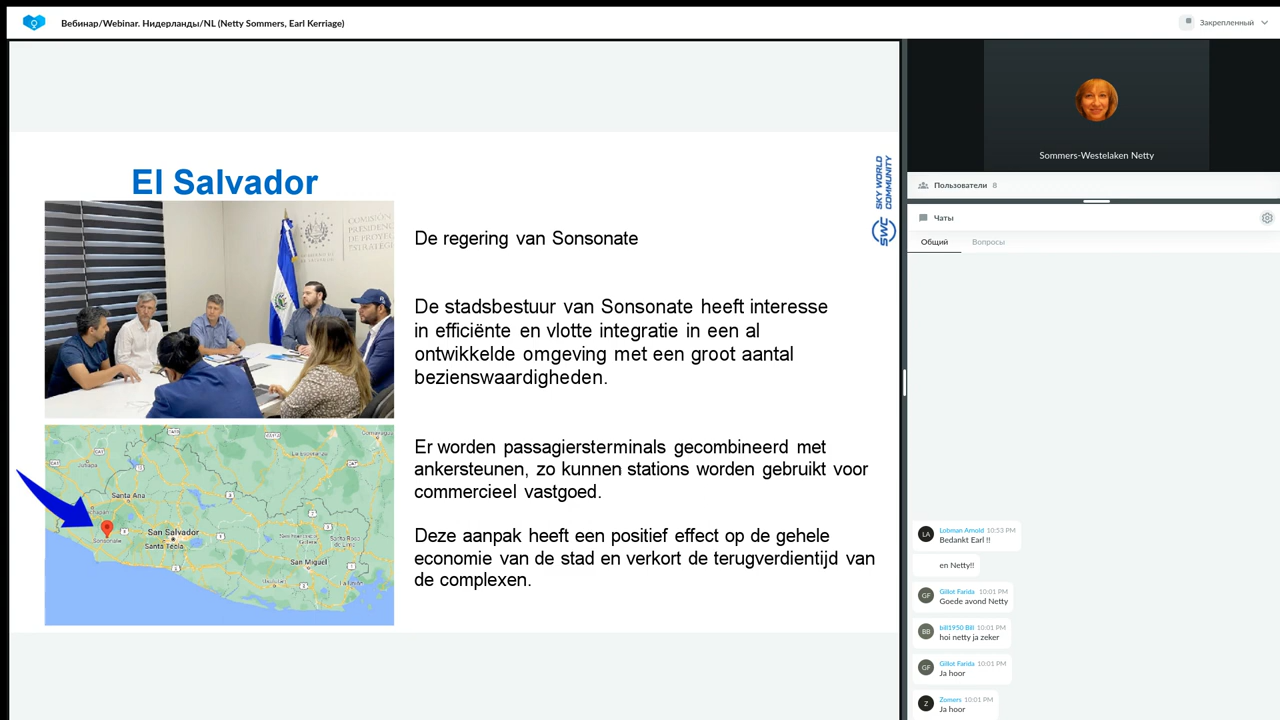 Вебинар/Webinar. Нидерланды/NL (Netty Sommers, Earl Kerriage)
Закрепленный
El Salvador
SKY WORLD
COMMUNITY
SWC
De regering van Sonsonate
De stadsbestuur van Sonsonate heeft interesse
in efficiënte en vlotte integratie in een al
ontwikkelde omgeving met een groot aantal
bezienswaardigheden.
Er worden passagiersterminals gecombineerd met
ankersteunen, zo kunnen stations worden gebruikt voor
commercieel vastgoed.
Deze aanpak heeft een positief effect op de gehele
economie van de stad en verkort de terugverdientijd van
de complexen.
Santa Ana
Sonsonate
San Salvador
Santa Tecla
San Miguel
Sommers-Westelaken Netty
Пользователи 8
Чаты
Общий
Вопросы
LA
Lobman Arnold 10:53 PM
Bedankt Earl !!
en Netty!!
GF
Gillot Farida 10:01 PM
Goede avond Netty
BB
bill1950 Bill 10:01 PM
hoi netty ja zeker
GF
Gillot Farida 10:01 PM
Ja hoor
Z
Zomers 10:01 PM
Ja hoor